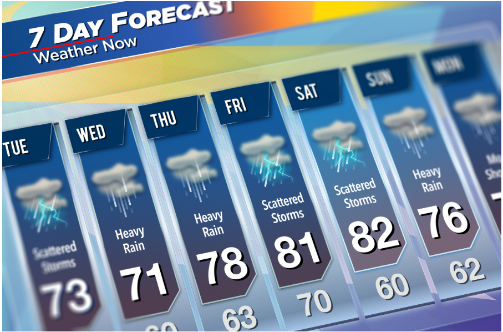 7 DAY FORECAST
Weather Now
TUE
Scattered
Storms
73
WED
Heavy
Rain
71
THU
Heavy
Rain
78
63
FRI
Scattered
Storms
81
70
SAT
Scattered
Storms
82
60
SUN
Heavy
Rain
76
62
MON